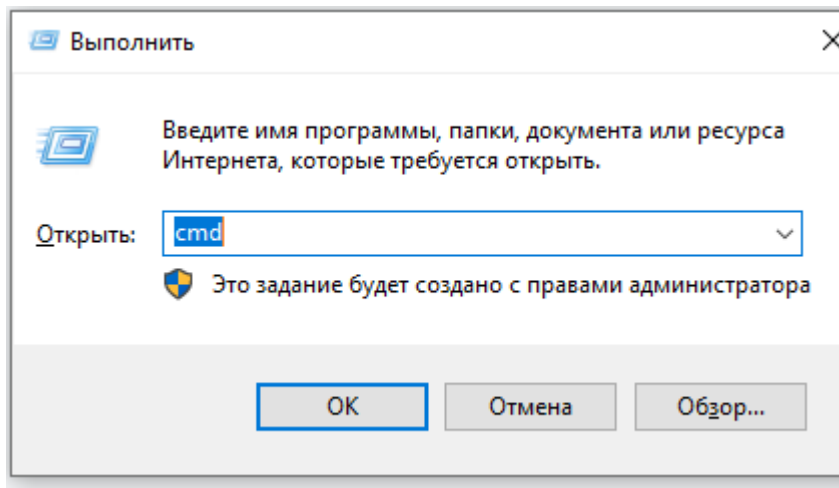 Выполнить
Введите имя программы, папки, документа или ресурса
Интернета, которые требуется открыть.
Открыть:
cmd
Это задание будет создано с правами администратора
ОК
Отмена
Обзор...